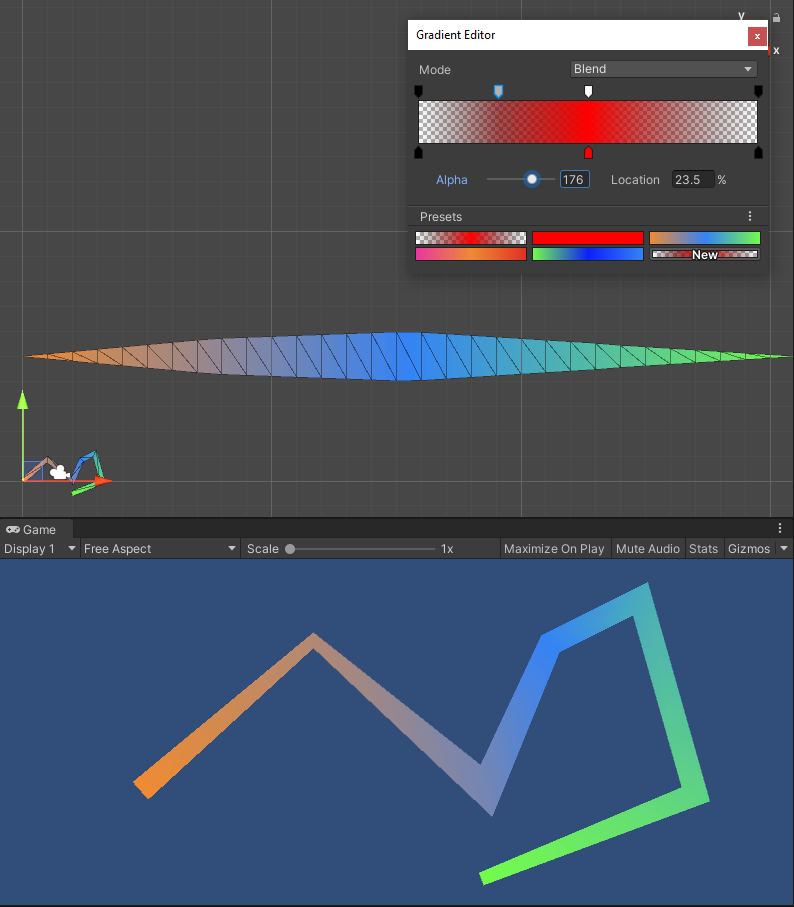 y
Gradient Editor
x
x
Mode
Blend
Alpha
176
Location
23.5
%
Presets
New
Game
Display 1
Free Aspect
Scale
1x
Maximize On Play
Mute Audio
Stats
Gizmos